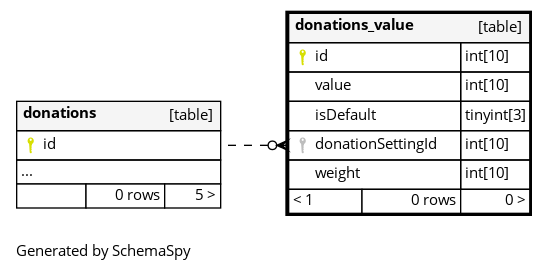 donations_value [table]
id int[10]
value int[10]
isDefault tinyint[3]
donationSettingId int[10]
weight int[10]
< 1 0 rows 0 >
donations [table]
id
...
0 rows 5 >
Generated by SchemaSpy